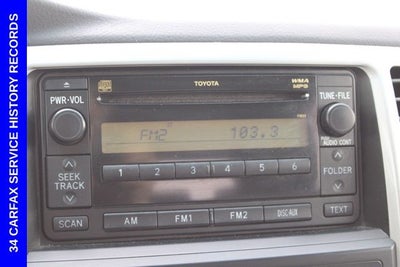 34 CARFAX SERVICE HISTORY RECORDS
TOYOTA
WMA
MP3
PWR•VOL
TUNE•FILE
FM2
103.3
AUDIO CONT
1 2 3 4 5 6
SEEK
TRACK
FOLDER
SCAN
AM FM1 FM2 DISC•AUX
TEXT